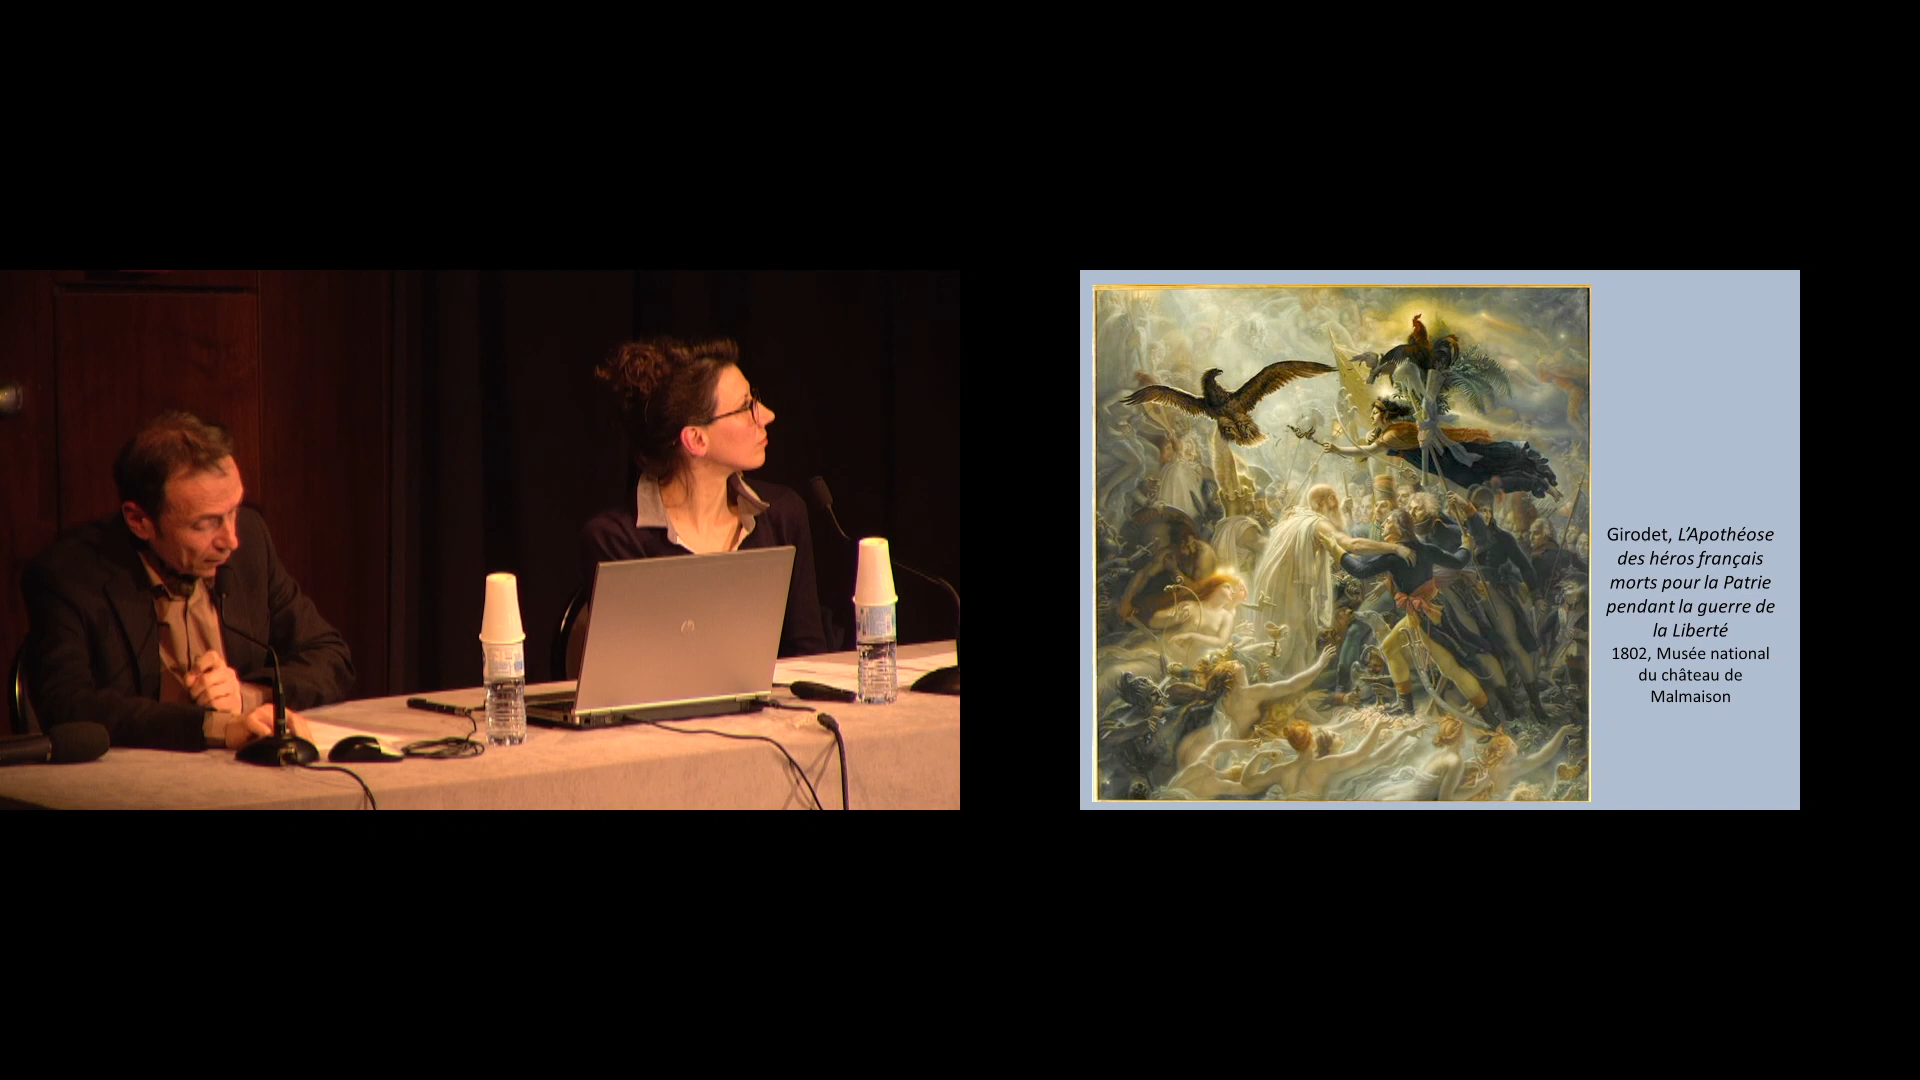 Girodet, L’Apothéose
des héros français
morts pour la Patrie
pendant la guerre de
la Liberté
1802, Musée national
du château de
Malmaison
hp